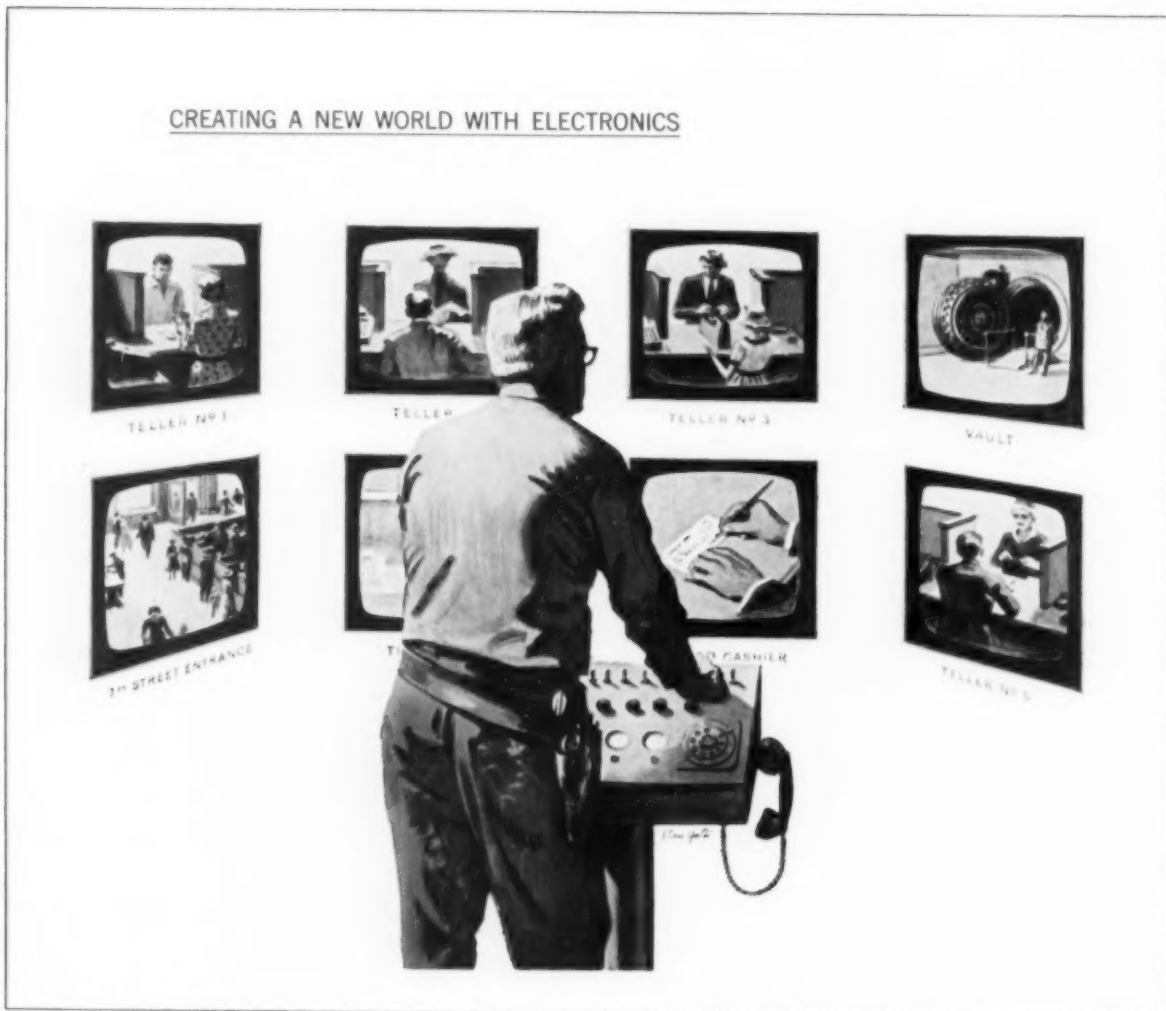 CREATING A NEW WORLD WITH ELECTRONICS
TELLER Nº 1
TELLER
TELLER Nº 3
VAULT
7TH STREET ENTRANCE
CASHIER
TELLER Nº 5